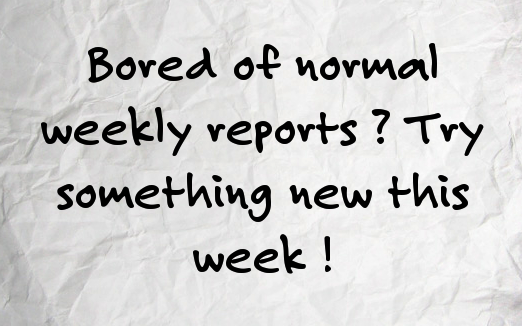 Bored of normal
weekly reports ? Try
something new this
week !